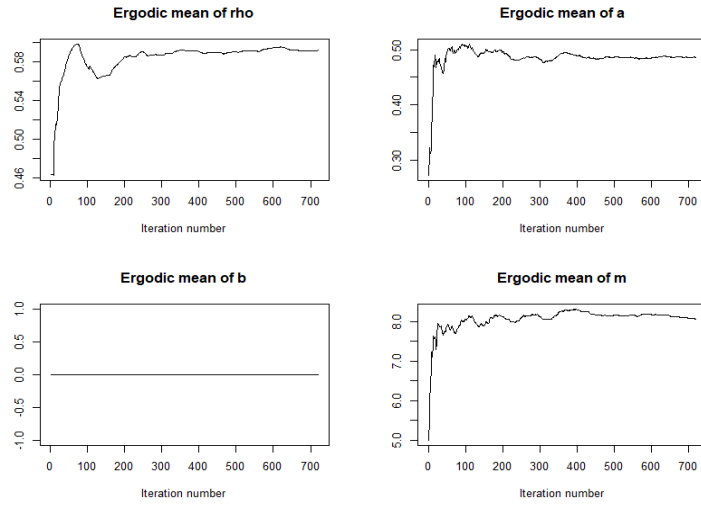 Ergodic mean of rho
0.46 0.50 0.54 0.58
0 100 200 300 400 500 600 700
Iteration number
Ergodic mean of a
0.30 0.40 0.50
0 100 200 300 400 500 600 700
Iteration number
Ergodic mean of b
-1.0 -0.5 0.0 0.5 1.0
0 100 200 300 400 500 600 700
Iteration number
Ergodic mean of m
5.0 6.0 7.0 8.0
0 100 200 300 400 500 600 700
Iteration number